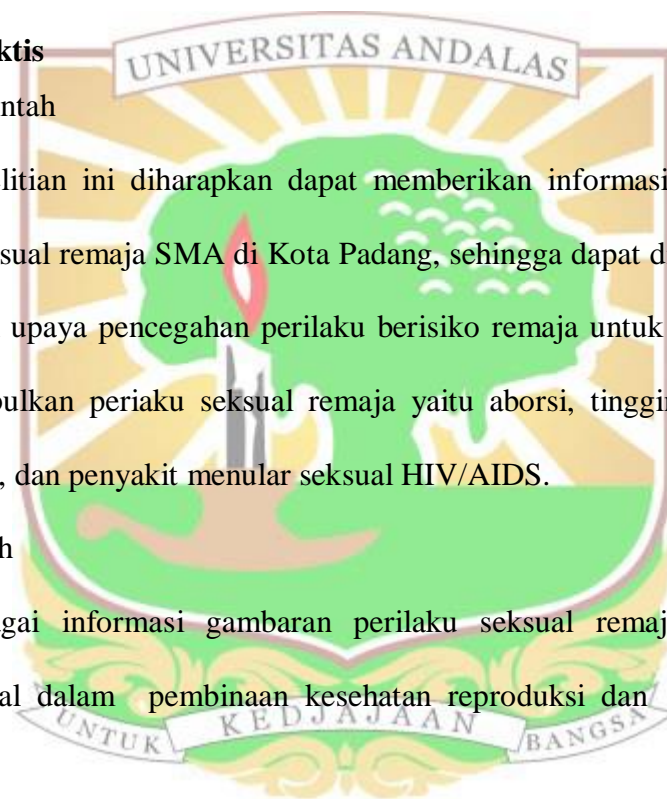 ktis
UNIVERSITAS ANDALAS
ntah
elitian ini diharapkan dapat memberikan informasi
sual remaja SMA di Kota Padang, sehingga dapat d
upaya pencegahan perilaku berisiko remaja untuk
bulkan periaku seksual remaja yaitu aborsi, tinggin
, dan penyakit menular seksual HIV/AIDS.
h
gai informasi gambaran perilaku seksual remaj
al dalam pembinaan kesehatan reproduksi dan
UNTUK KEDJAJAAN BANGSA